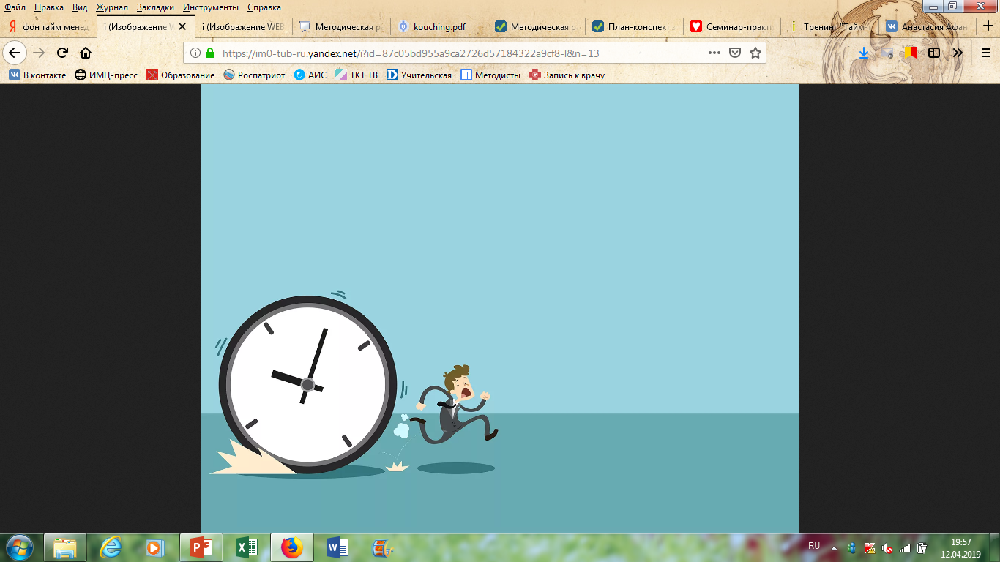 Файл Правка Вид Журнал Закладки Инструменты Справка
фон тайм менед
i (Изображение W
i (Изображение WEB
Методическая р
kouching.pdf
Методическая р
План-конспект з
Семинар-практи
Тренинг "Тайм-
Анастасия Афан
https://im0-tub-ru.yandex.net/i?id=87c05bd955a9ca2726d57184322a9cf8-l&n=13
В контакте ИМЦ-пресс Образование Роспатриот АИС ТКТ ТВ Учительская Методисты Запись к врачу
RU
19:57
12.04.2019